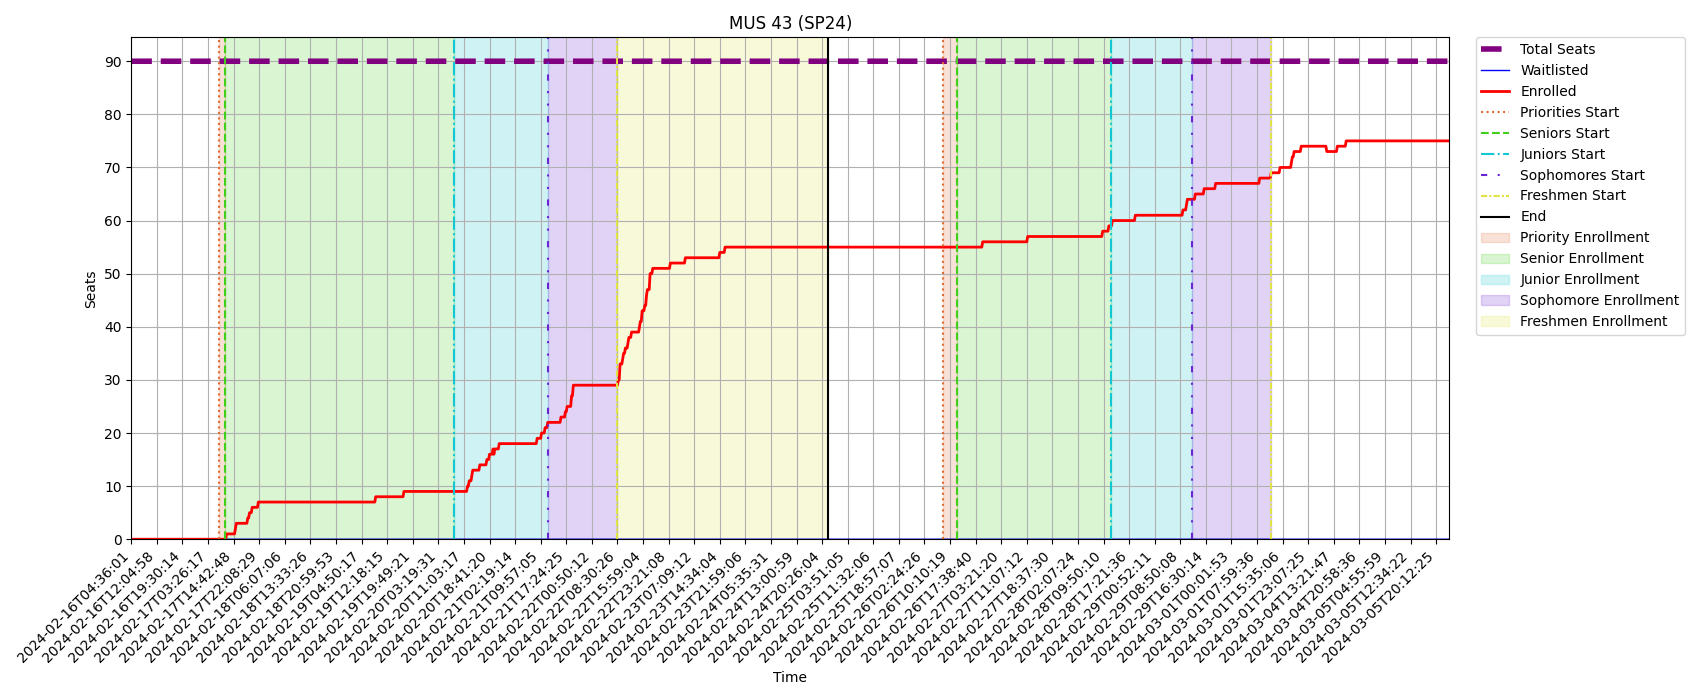 MUS 43 (SP24)
90
80
70
60
50
40
30
20
10
0
Seats
2024-02-16T04:36:01
2024-02-16T12:04:58
2024-02-16T19:30:14
2024-02-17T03:26:17
2024-02-17T14:42:48
2024-02-17T22:08:29
2024-02-18T06:07:06
2024-02-18T13:33:26
2024-02-18T20:59:53
2024-02-19T04:50:17
2024-02-19T12:18:15
2024-02-19T19:49:21
2024-02-20T03:19:31
2024-02-20T11:03:17
2024-02-20T18:41:20
2024-02-21T02:19:14
2024-02-21T09:57:05
2024-02-21T17:24:25
2024-02-22T00:50:12
2024-02-22T08:30:26
2024-02-22T15:59:04
2024-02-22T23:21:08
2024-02-23T07:09:12
2024-02-23T14:34:04
2024-02-23T21:59:06
2024-02-24T05:35:31
2024-02-24T13:00:59
2024-02-24T20:26:04
2024-02-25T03:51:05
2024-02-25T11:32:06
2024-02-25T18:57:07
2024-02-26T02:24:26
2024-02-26T10:10:19
2024-02-26T17:38:40
2024-02-27T03:21:20
2024-02-27T11:07:12
2024-02-27T18:37:30
2024-02-28T02:07:24
2024-02-28T09:50:10
2024-02-28T17:21:36
2024-02-29T00:52:11
2024-02-29T08:50:08
2024-02-29T16:30:14
2024-03-01T00:01:53
2024-03-01T07:59:36
2024-03-01T15:35:06
2024-03-01T23:07:25
2024-03-04T13:21:47
2024-03-04T20:58:36
2024-03-05T04:55:59
2024-03-05T12:34:22
2024-03-05T20:12:25
Time
Total Seats
Waitlisted
Enrolled
Priorities Start
Seniors Start
Juniors Start
Sophomores Start
Freshmen Start
End
Priority Enrollment
Senior Enrollment
Junior Enrollment
Sophomore Enrollment
Freshmen Enrollment